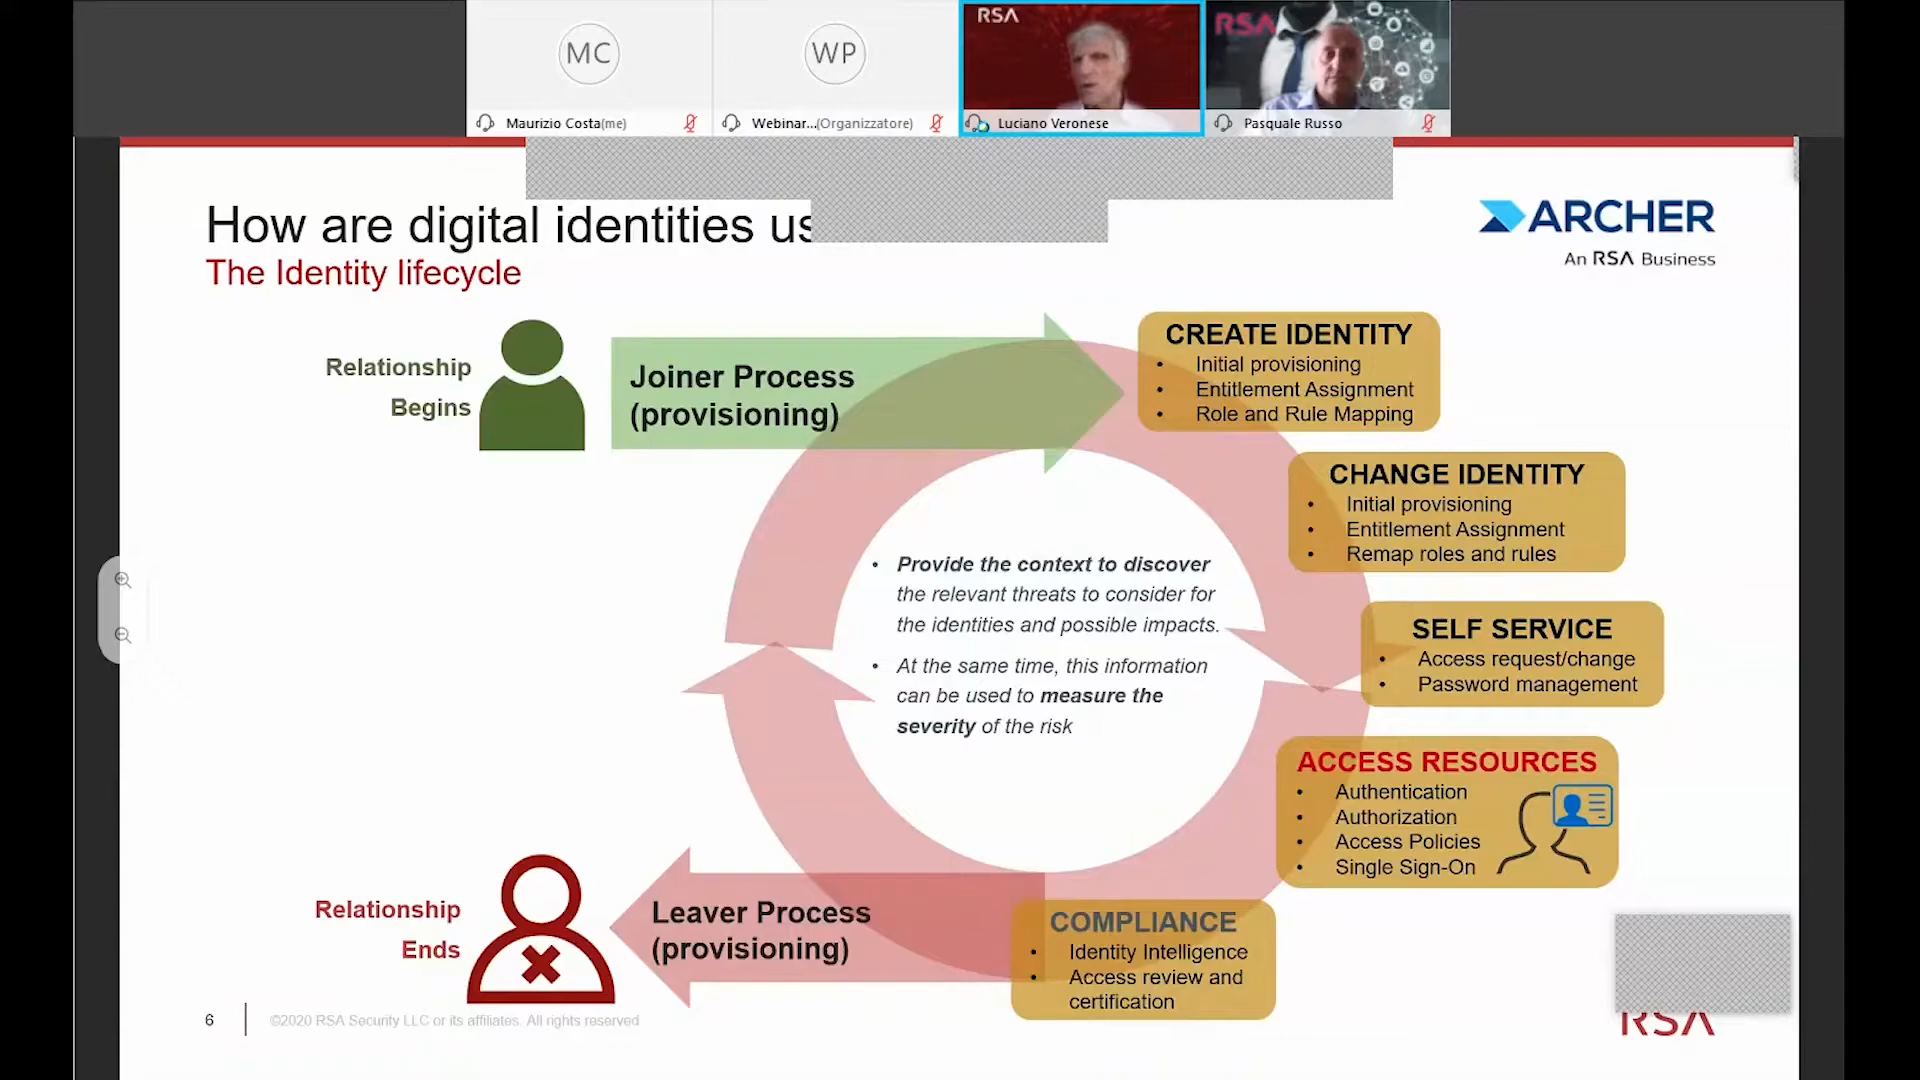 MC
WP
RSA
RSA
Maurizio Costa(me)
Webinar...(Organizzatore)
Luciano Veronese
Pasquale Russo
How are digital identities us
The Identity lifecycle
ARCHER
An RSA Business
Relationship
Begins
Joiner Process
(provisioning)
CREATE IDENTITY
• Initial provisioning
• Entitlement Assignment
• Role and Rule Mapping
CHANGE IDENTITY
• Initial provisioning
• Entitlement Assignment
• Remap roles and rules
• Provide the context to discover
the relevant threats to consider for
the identities and possible impacts.
• At the same time, this information
can be used to measure the
severity of the risk
SELF SERVICE
• Access request/change
• Password management
ACCESS RESOURCES
• Authentication
• Authorization
• Access Policies
• Single Sign-On
Relationship
Ends
Leaver Process
(provisioning)
COMPLIANCE
• Identity Intelligence
• Access review and
certification
6
©2020 RSA Security LLC or its affiliates. All rights reserved
RSA